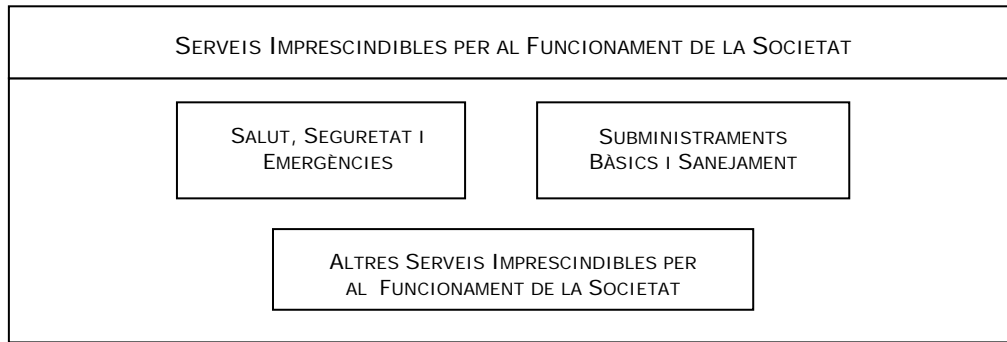 SERVEIS IMPRESCINDIBLES PER AL FUNCIONAMENT DE LA SOCIETAT
SALUT, SEGURETAT I
EMERGÈNCIES
SUBMINISTRAMENTS
BÀSICS I SANEJAMENT
ALTRES SERVEIS IMPRESCINDIBLES PER
AL FUNCIONAMENT DE LA SOCIETAT